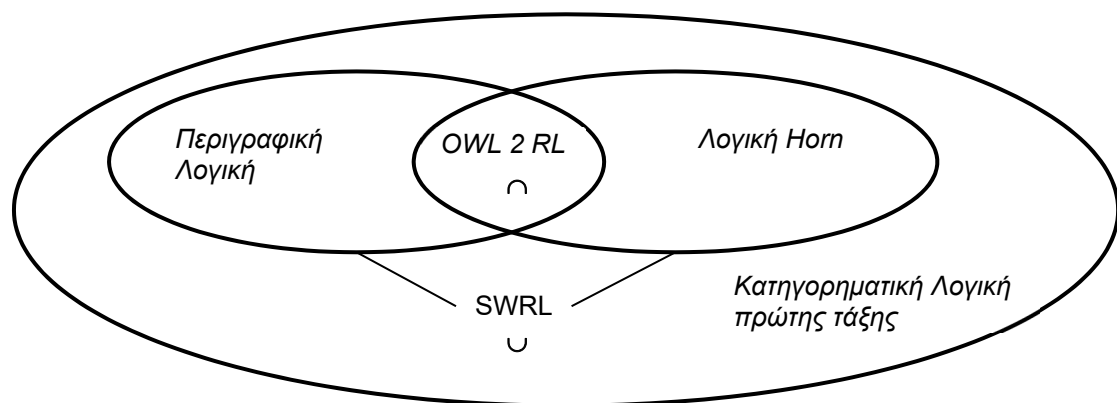 Περιγραφική
Λογική
OWL 2 RL
∩
Λογική Horn
SWRL
∪
Κατηγορηματική Λογική
πρώτης τάξης